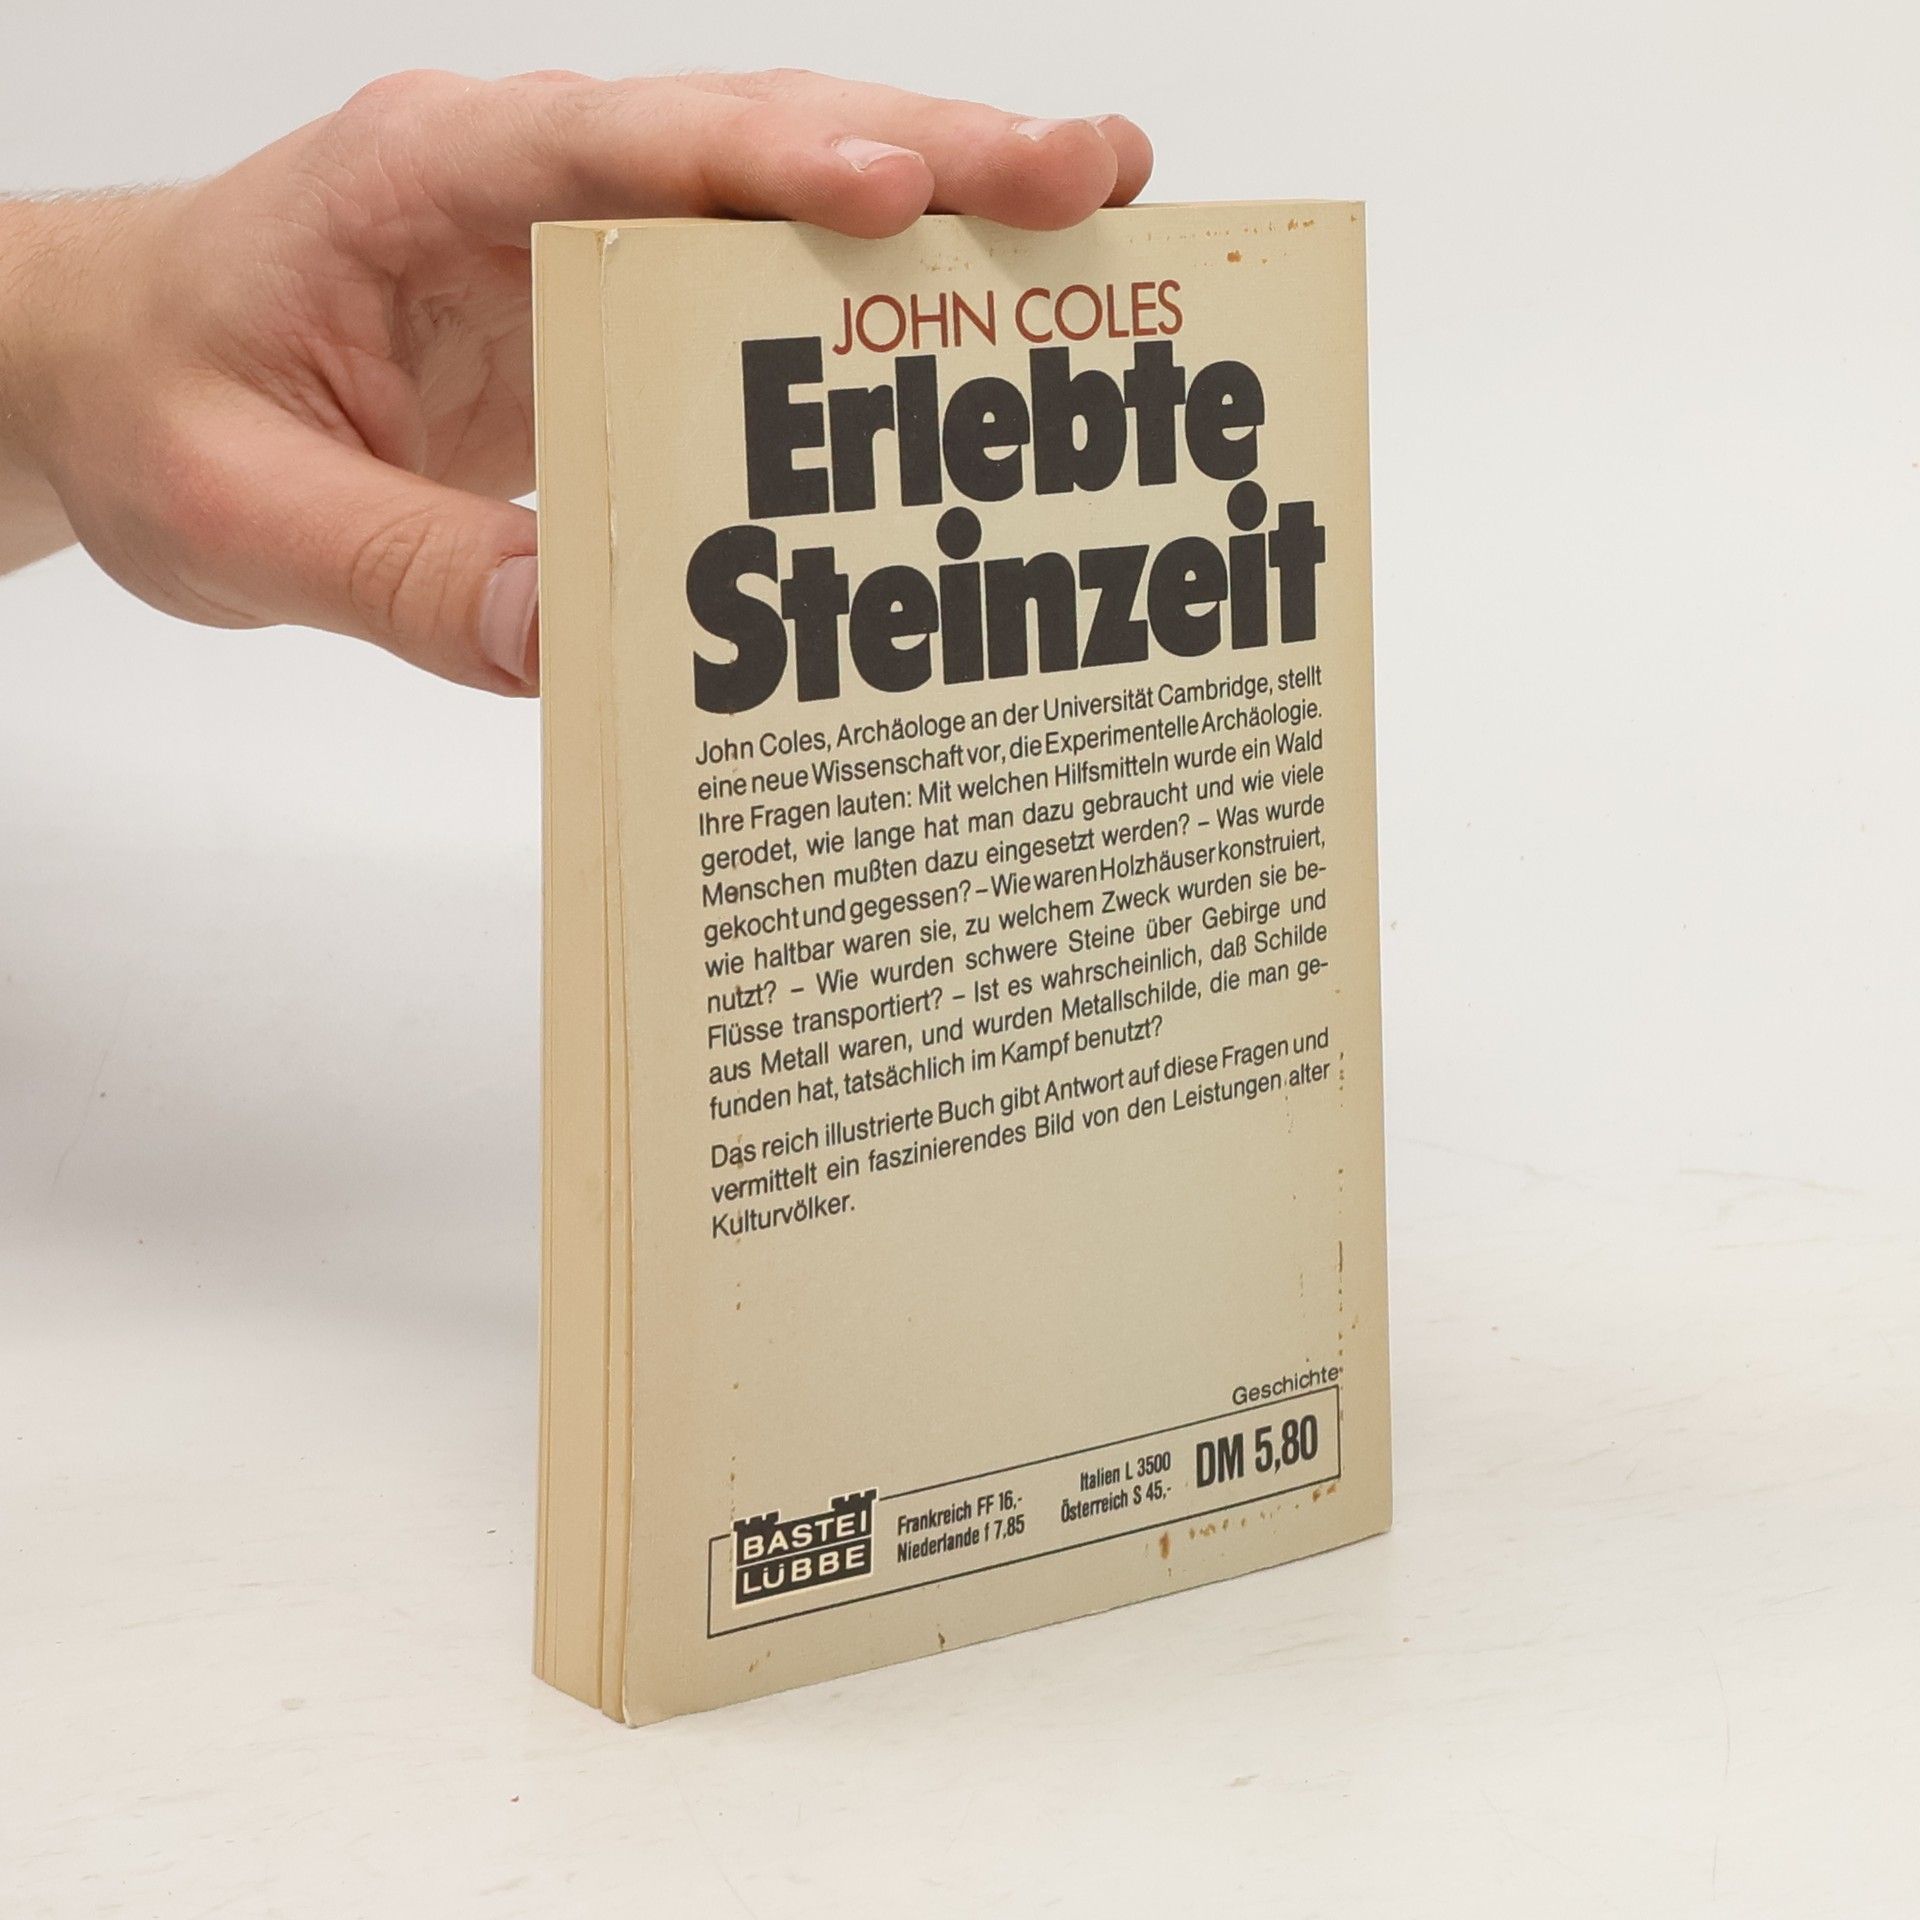 JOHN COLES
Erlebte
Steinzeit
John Coles, Archäologe an der Universität Cambridge, stellt
eine neue Wissenschaft vor, die Experimentelle Archäologie.
Ihre Fragen lauten: Mit welchen Hilfsmitteln wurde ein Wald
gerodet, wie lange hat man dazu gebraucht und wie viele
Menschen mußten dazu eingesetzt werden? – Was wurde
gekocht und gegessen? – Wie waren Holzhäuser konstruiert,
wie haltbar waren sie, zu welchem Zweck wurden sie be-
nutzt? – Wie wurden schwere Steine über Gebirge und
Flüsse transportiert? – Ist es wahrscheinlich, daß Schilde
aus Metall waren, und wurden Metallschilde, die man ge-
funden hat, tatsächlich im Kampf benutzt?
Das reich illustrierte Buch gibt Antwort auf diese Fragen und
vermittelt ein faszinierendes Bild von den Leistungen alter
Kulturvölker.
Geschichte
BASTEI
LÜBBE
Frankreich FF 16,-
Niederlande f 7,85
Italien L 3500
Österreich S 45,-
DM 5,80